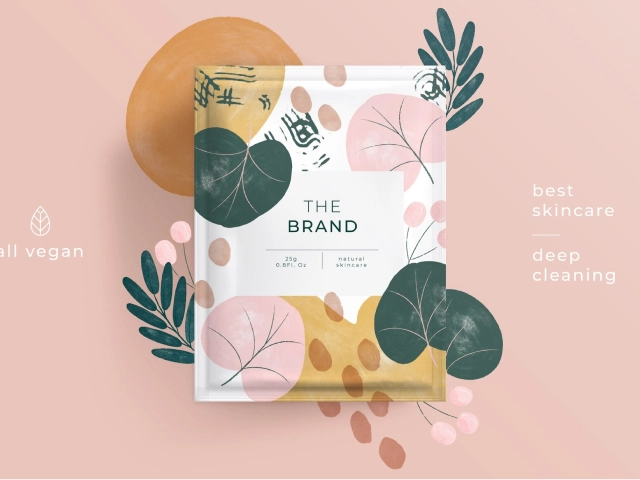 all vegan
THE
BRAND
25g
0.8Fl. Oz
natural
skincare
best
skincare
deep
cleaning